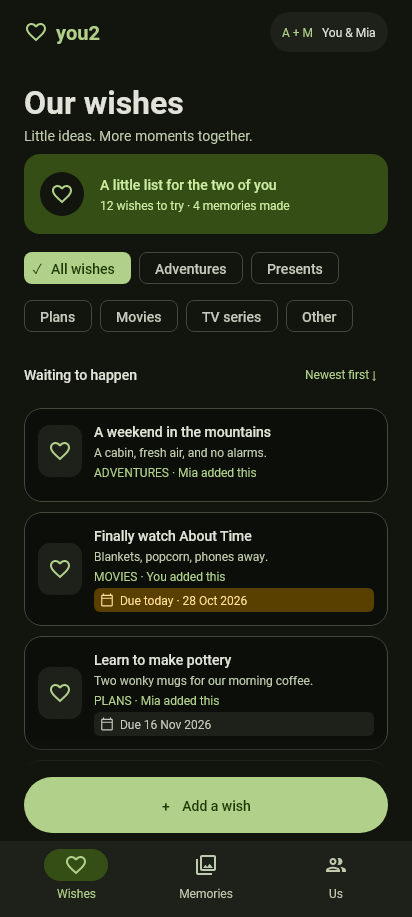 you2
A + M You & Mia
Our wishes
Little ideas. More moments together.
A little list for the two of you
12 wishes to try · 4 memories made
✓ All wishes
Adventures
Presents
Plans
Movies
TV series
Other
Waiting to happen
Newest first ↓
A weekend in the mountains
A cabin, fresh air, and no alarms.
ADVENTURES · Mia added this
Finally watch About Time
Blankets, popcorn, phones away.
MOVIES · You added this
Due today · 28 Oct 2026
Learn to make pottery
Two wonky mugs for our morning coffee.
PLANS · Mia added this
Due 16 Nov 2026
+ Add a wish
Wishes
Memories
Us